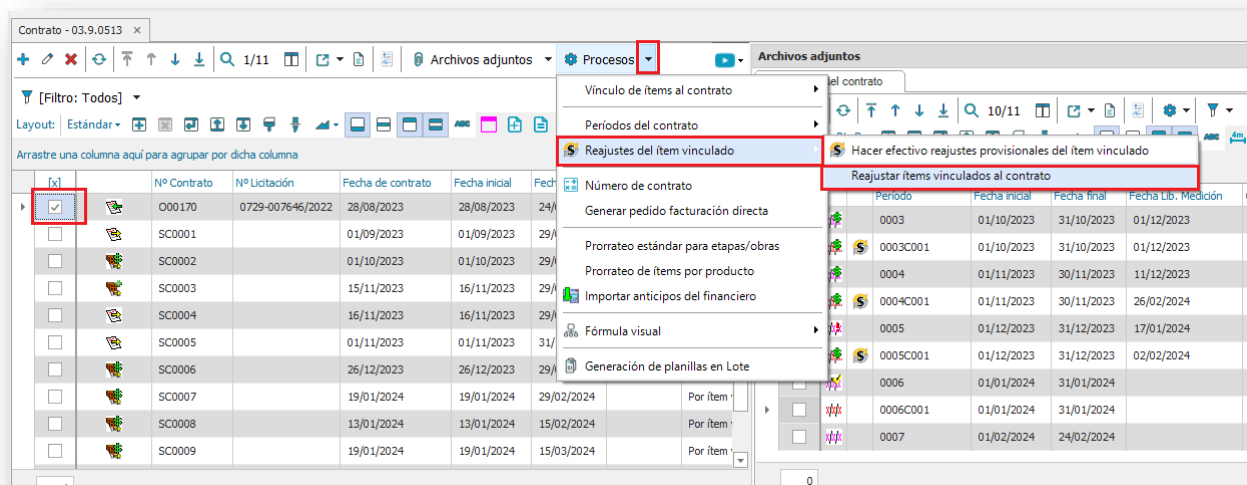 Contrato - 03.9.0513 ×
1/11 Archivos adjuntos Procesos
Archivos adjuntos
[Filtro: Todos]
Vínculo de ítems al contrato
del contrato
10/11
Layout: Estándar
Períodos del contrato
Arrastre una columna aquí para agrupar por dicha columna
Reajustes del ítem vinculado
Hacer efectivo reajustes provisionales del ítem vinculado
Reajustar ítems vinculados al contrato
Número de contrato
Generar pedido facturación directa
Prorrateo estándar para etapas/obras
Prorrateo de ítems por producto
Importar anticipos del financiero
Fórmula visual
Generación de planillas en Lote
[x] Nº Contrato Nº Licitación Fecha de contrato Fecha inicial Fech
O00170 0729-007646/2022 28/08/2023 28/08/2023 24/
SC0001 01/09/2023 01/09/2023 29/
SC0002 01/10/2023 01/10/2023 29/
SC0003 15/11/2023 16/11/2023 29/
SC0004 16/11/2023 16/11/2023 29/
SC0005 01/11/2023 01/11/2023 31/
SC0006 26/12/2023 26/12/2023 29/
SC0007 19/01/2024 19/01/2024 29/02/2024 Por ítem
SC0008 13/01/2024 13/01/2024 15/02/2024 Por ítem
SC0009 19/01/2024 19/01/2024 15/03/2024 Por ítem
Período Fecha inicial Fecha final Fecha Lib. Medición
0003 01/10/2023 31/10/2023 01/12/2023
0003C001 01/10/2023 31/10/2023 01/12/2023
0004 01/11/2023 30/11/2023 11/12/2023
0004C001 01/11/2023 30/11/2023 26/02/2024
0005 01/12/2023 31/12/2023 17/01/2024
0005C001 01/12/2023 31/12/2023 02/02/2024
0006 01/01/2024 31/01/2024
0006C001 01/01/2024 31/01/2024
0007 01/02/2024 24/02/2024
0